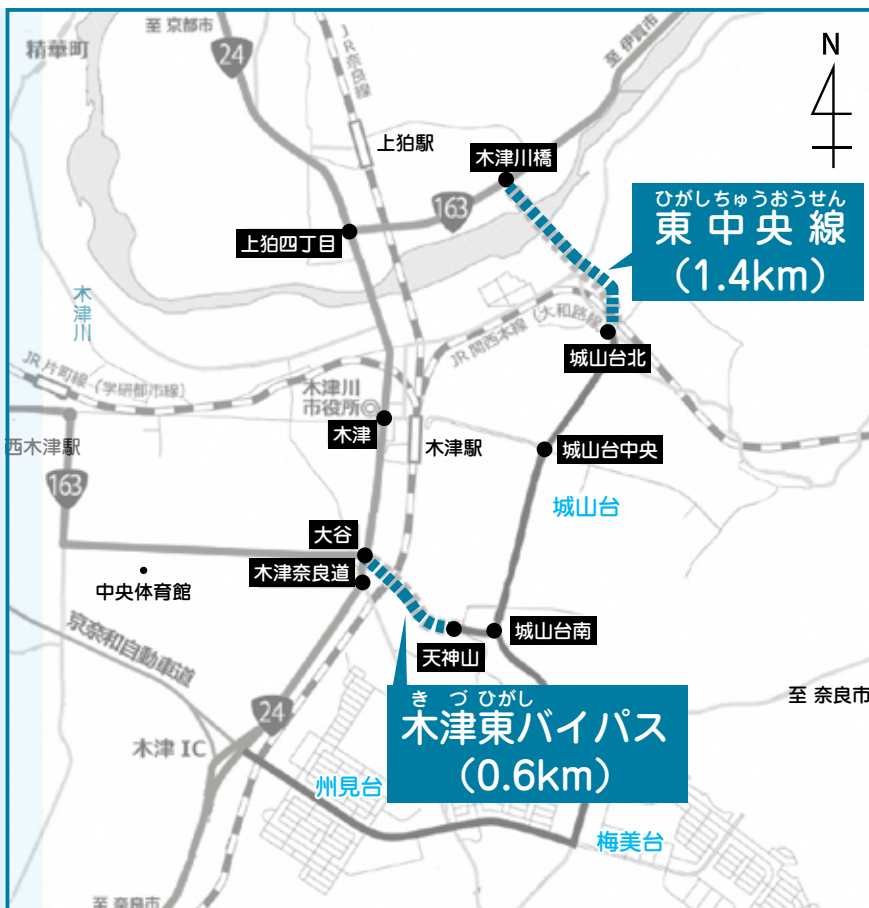 至 京都市
精華町
24
JR奈良線
至 伊賀市
N
上狛駅
木津川橋
163
上狛四丁目
ひがしちゅうおうせん
東中央線
(1.4km)
木津川
JR 関西本線(大和路線)
城山台北
JR 片町線(学研都市線)
木津川
市役所◎
木津
木津駅
西木津駅
城山台中央
163
城山台
大谷
木津奈良道
中央体育館
城山台南
天神山
京奈和自動車道
きづひがし
木津東バイパス
(0.6km)
至 奈良市
24
木津 IC
州見台
梅美台
至 奈良市